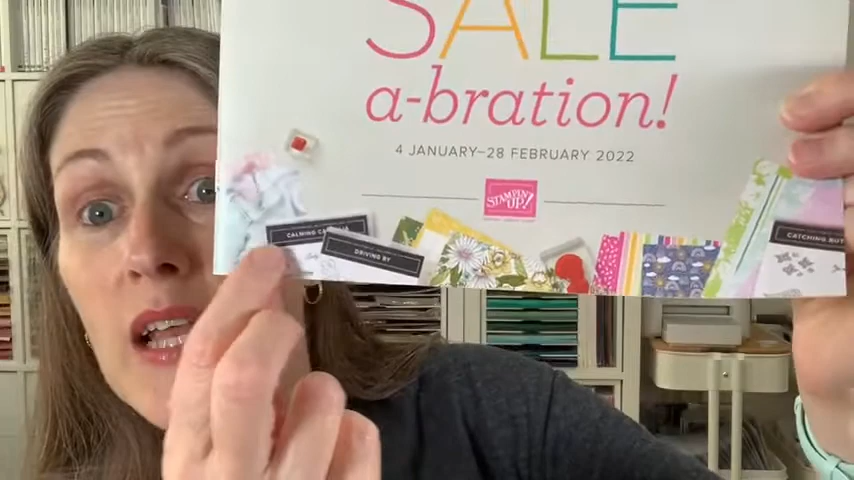 SALE
a-bration!
4 JANUARY–28 FEBRUARY 2022
STAMPIN' UP!
DRIVING BY